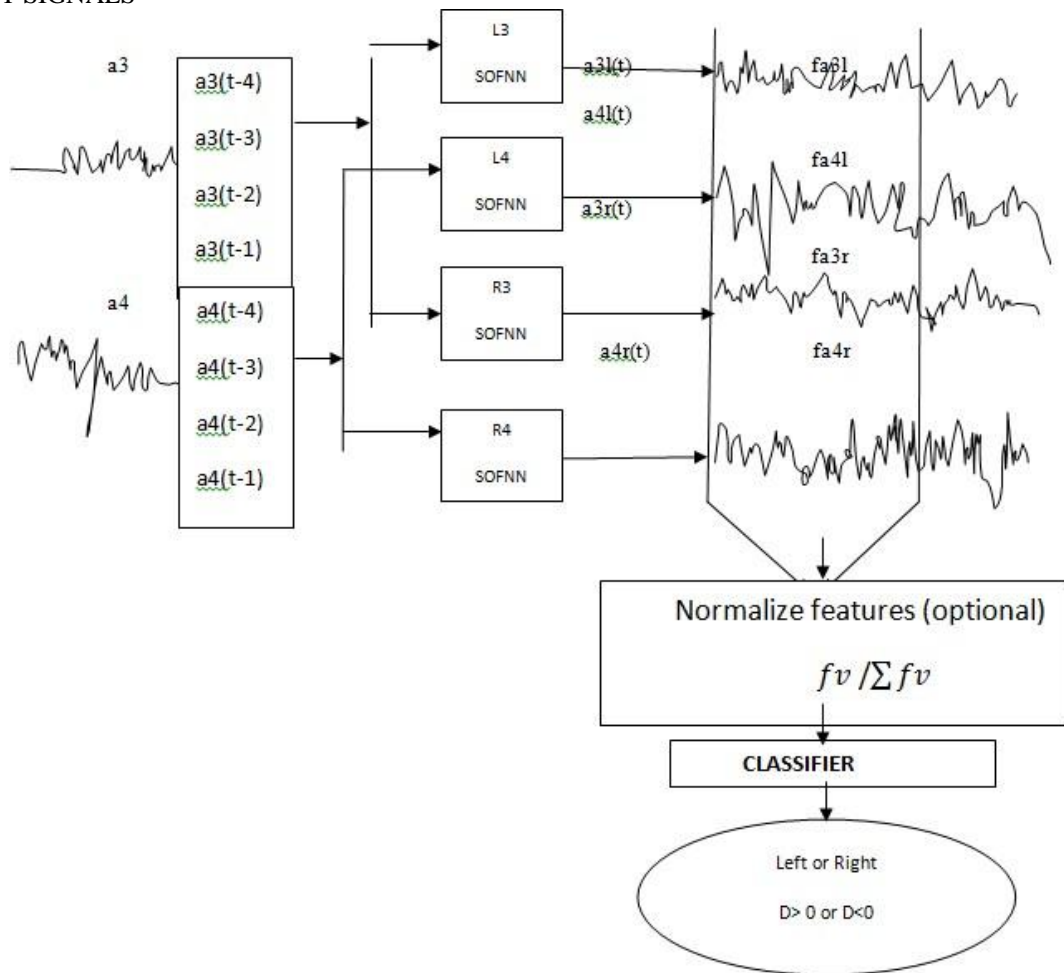 a3
a3(t-4)
a3(t-3)
a3(t-2)
a3(t-1)
a4
a4(t-4)
a4(t-3)
a4(t-2)
a4(t-1)
L3
SOFNN
L4
SOFNN
R3
SOFNN
R4
SOFNN
a3l(t)
a4l(t)
a3r(t)
a4r(t)
fa3l
fa4l
fa3r
fa4r
Normalize features (optional)
fv /∑ fv
CLASSIFIER
Left or Right
D> 0 or D<0